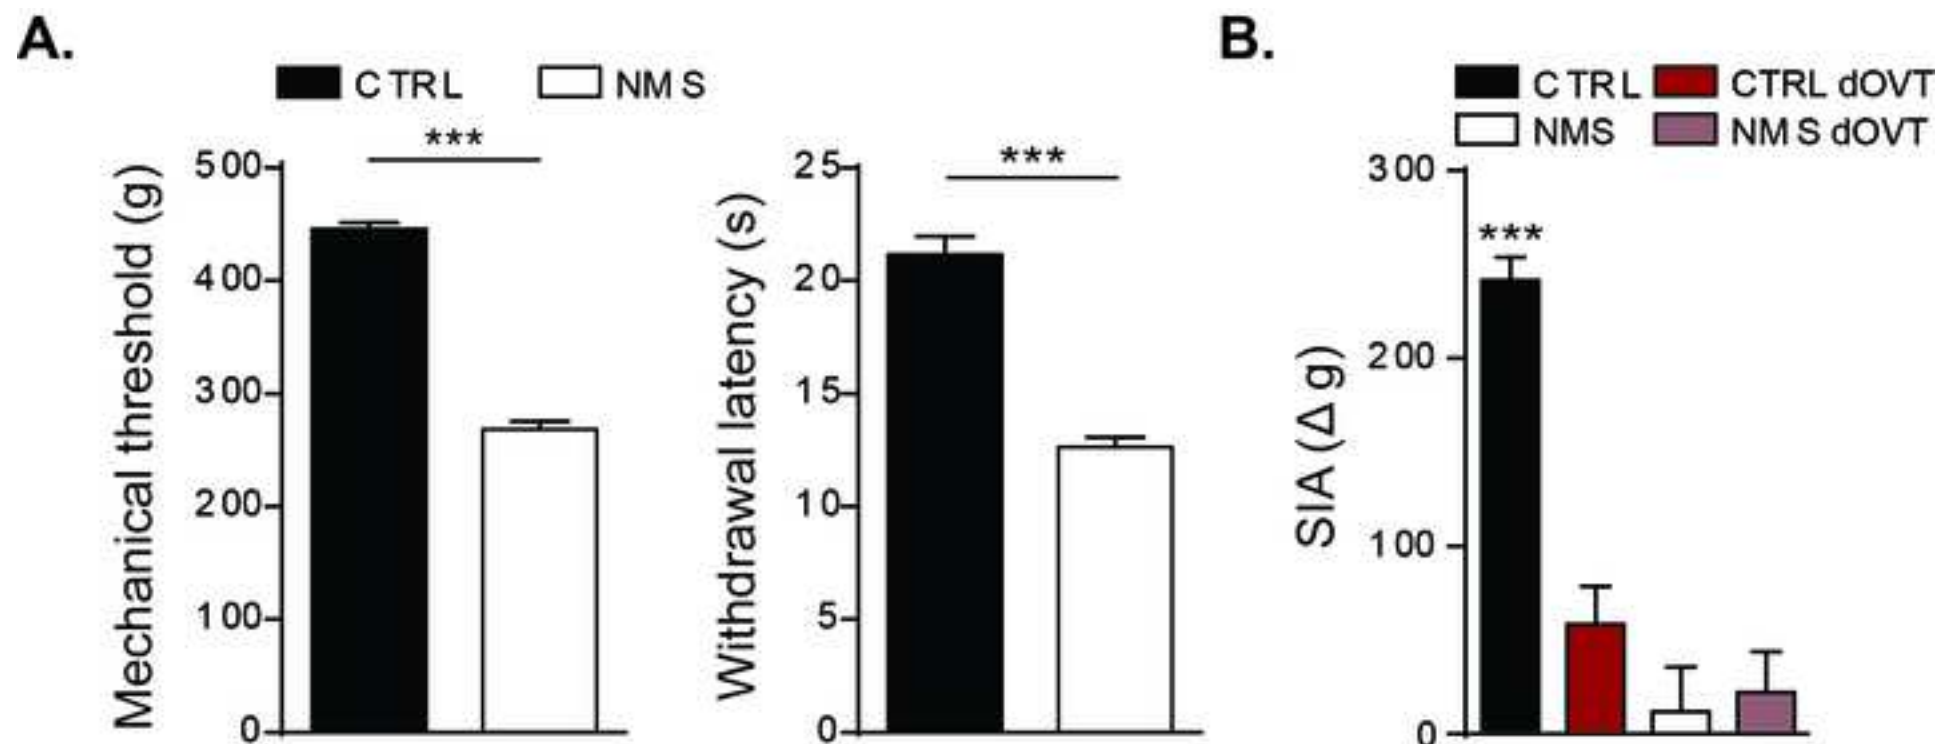 A.
CTRL NMS
Mechanical threshold (g)
500
400
300
200
100
0
***
Withdrawal latency (s)
25
20
15
10
5
0
***
B.
CTRL CTRL dOVT
NMS NMS dOVT
SIA (Δ g)
300
200
100
0
***